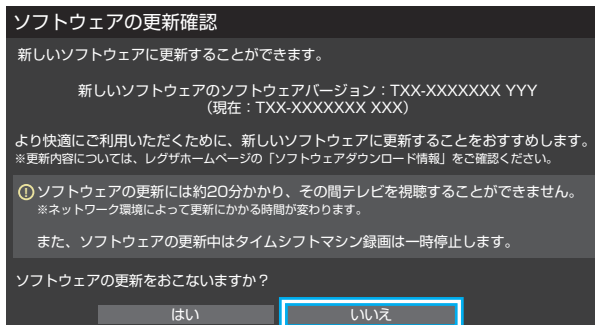 ソフトウェアの更新確認
新しいソフトウェアに更新することができます。
新しいソフトウェアのソフトウェアバージョン：TXX-XXXXXXX YYY
（現在：TXX-XXXXXXX XXX）
より快適にご利用いただくために、新しいソフトウェアに更新することをおすすめします。
※更新内容については、レグザホームページの「ソフトウェアダウンロード情報」をご確認ください。
ソフトウェアの更新には約20分かかり、その間テレビを視聴することができません。
※ネットワーク環境によって更新にかかる時間が変わります。
また、ソフトウェアの更新中はタイムシフトマシン録画は一時停止します。
ソフトウェアの更新をおこないますか？
はい
いいえ